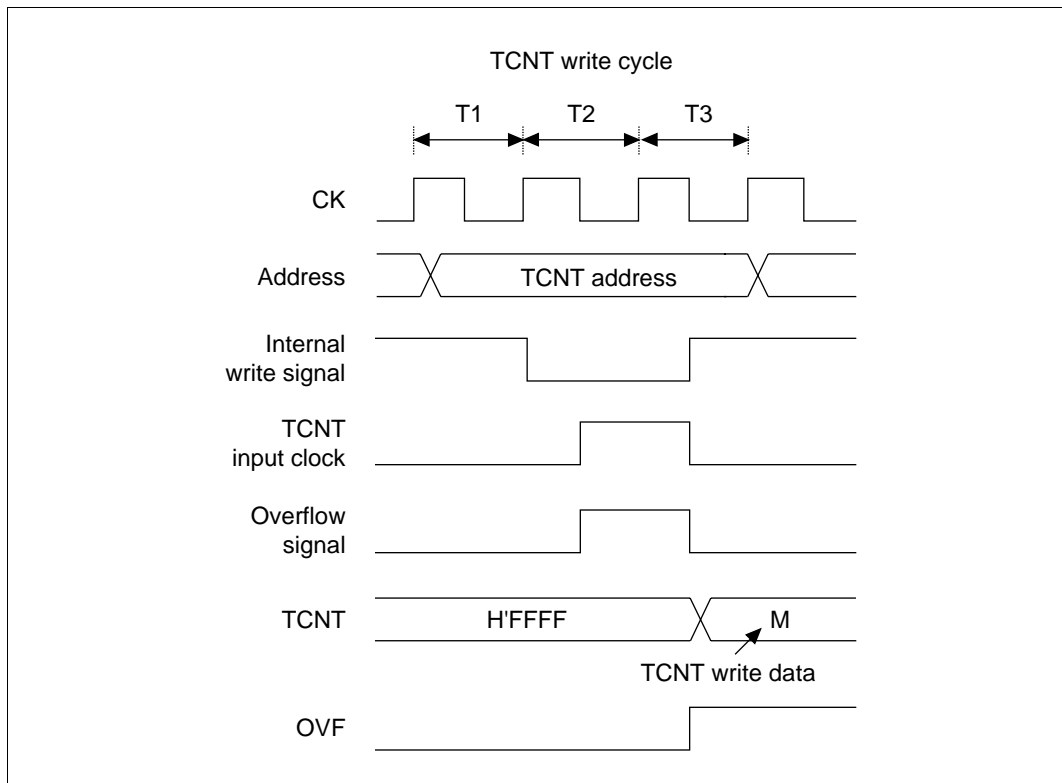 TCNT write cycle
T1 T2 T3
CK
Address
TCNT address
Internal
write signal
TCNT
input clock
Overflow
signal
TCNT
H'FFFF
M
TCNT write data
OVF